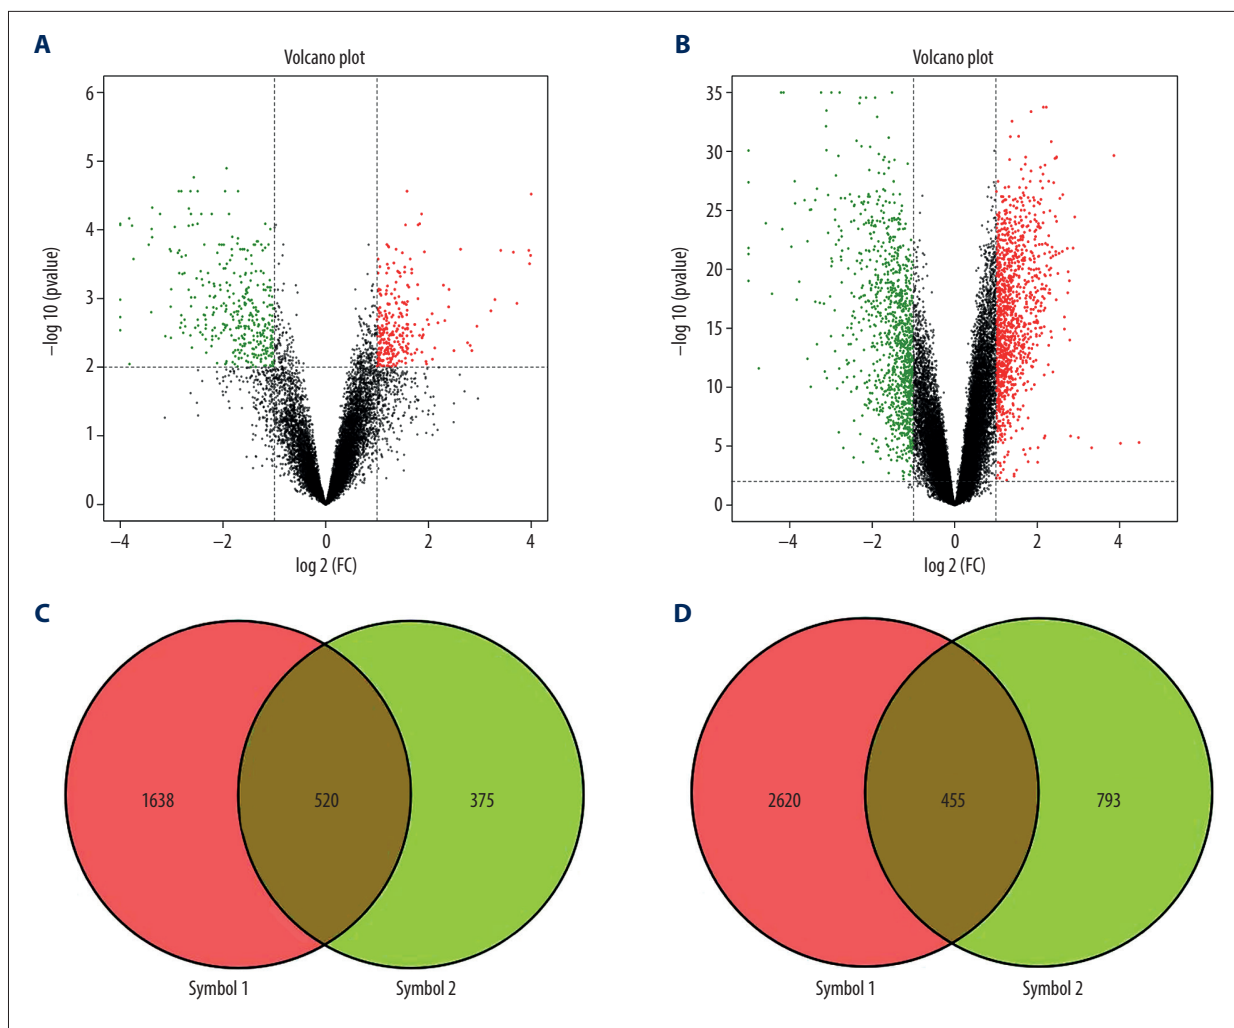 A
Volcano plot
6
5
4
3
2
1
0
−log 10 (pvalue)
−4
−2
0
2
4
log 2 (FC)
B
Volcano plot
35
30
25
20
15
10
5
0
−log 10 (pvalue)
−4
−2
0
2
4
log 2 (FC)
C
1638
520
375
Symbol 1
Symbol 2
D
2620
455
793
Symbol 1
Symbol 2